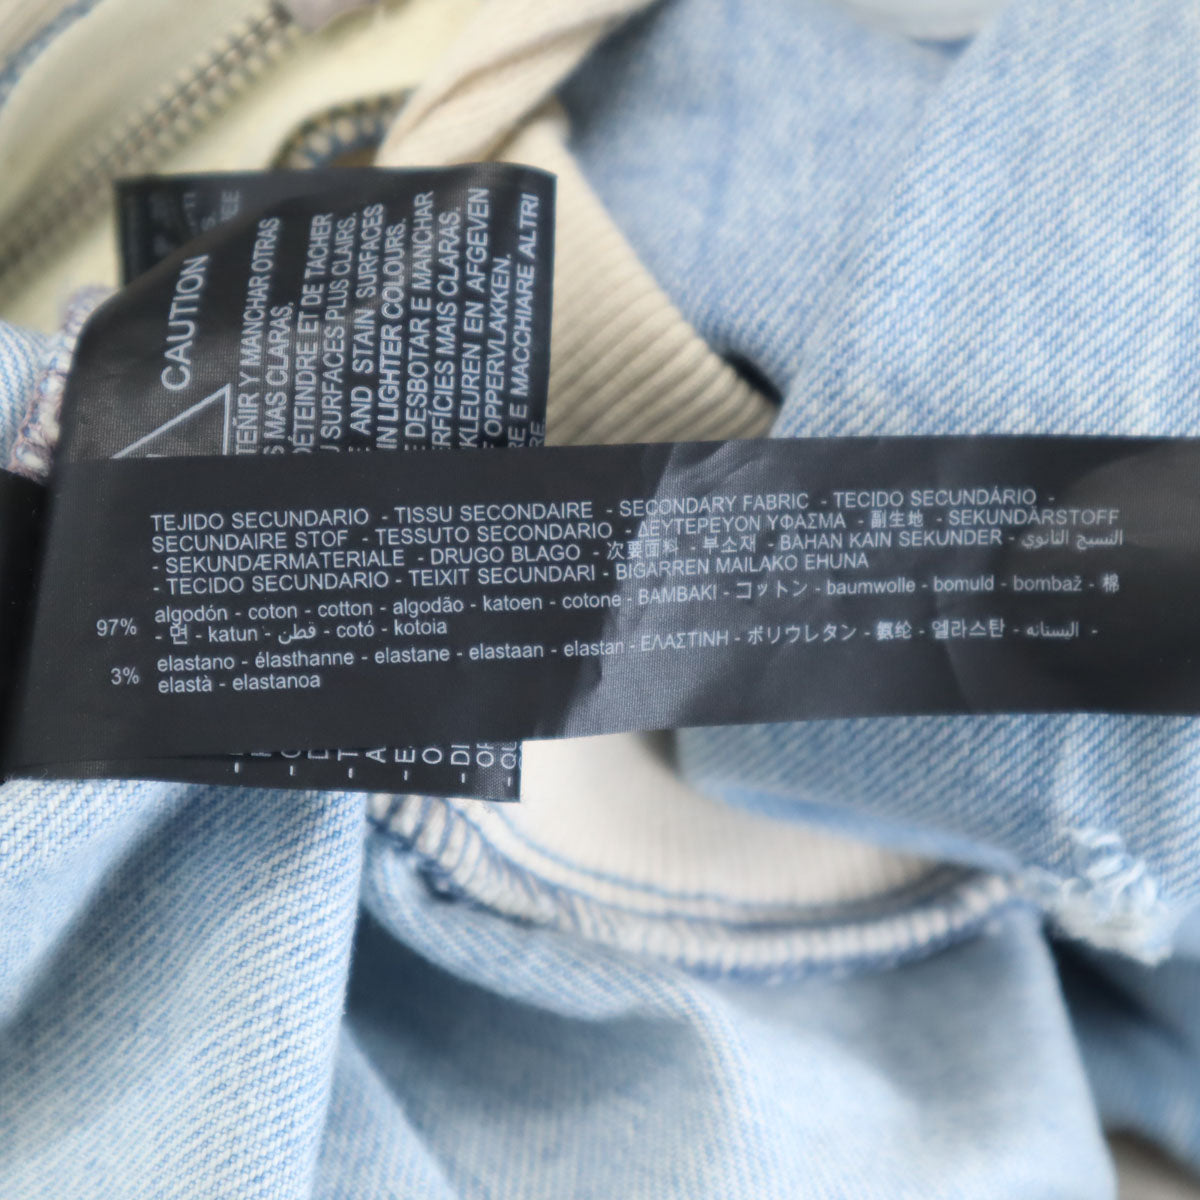 TEJIDO SECUNDARIO - TISSU SECONDAIRE - SECONDARY FABRIC - TECIDO SECUNDÁRIO -
SECUNDAIRE STOF - TESSUTO SECONDARIO - ΔΕΥΤΕΡΕΥΟΝ ΥΦΑΣΜΑ - 副生地 - SEKUNDÄRSTOFF
- SEKUNDÆRMATERIALE - DRUGO BLAGO - 次要面料 - 부소재 - BAHAN KAIN SEKUNDER - النسيج الثانوي
- TECIDO SECUNDARIO - TEIXIT SECUNDARI - BIGARREN MAILAKO EHUNA
97% algodón - coton - cotton - algodão - katoen - cotone - ΒΑΜΒΑΚΙ - コットン - baumwolle - bomuld - bombaž - 棉
- 면 - katun - قطن - cotó - kotoia
3% elastano - élasthanne - elastane - elastaan - elastan - ΕΛΑΣΤΙΝΗ - ポリウレタン - 氨纶 - 엘라스탄 - اليستانه -
elastà - elastanoa
CAUTION
TEÑIR Y MANCHAR OTRAS
MAS CLARAS.
DÉTEINDRE ET DE TACHER
SURFACES PLUS CLAIRS.
AND STAIN SURFACES
IN LIGHTER COLOURS.
DESBOTAR E MANCHAR
MAIS CLARAS.
KLEUREN EN AFGEVEN
OPPERVLAKKEN.
E MACCHIARE ALTRI